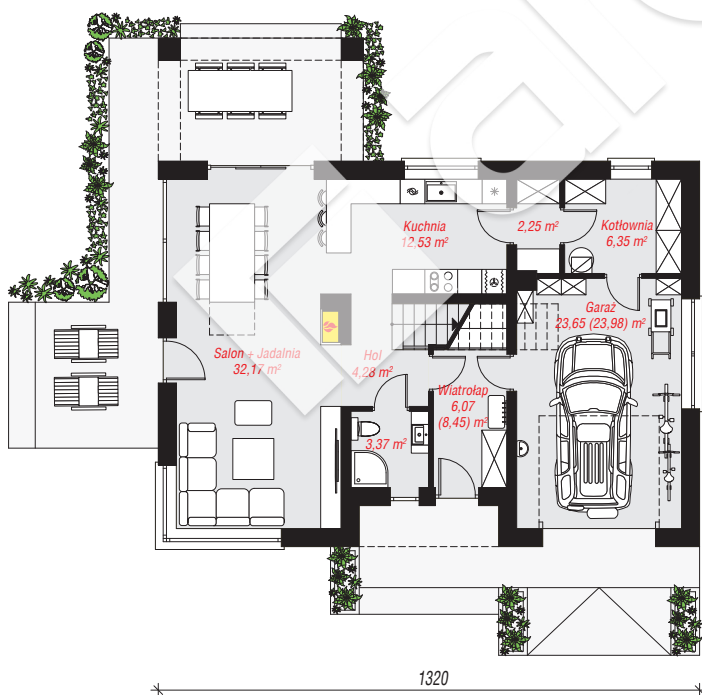 Kuchnia
12,53 m²
2,25 m²
Kotłownia
6,35 m²
Garaż
23,65 (23,98) m²
Salon + Jadalnia
32,17 m²
Hol
4,28 m²
Wiatrołap
6,07
(8,45) m²
3,37 m²
1320